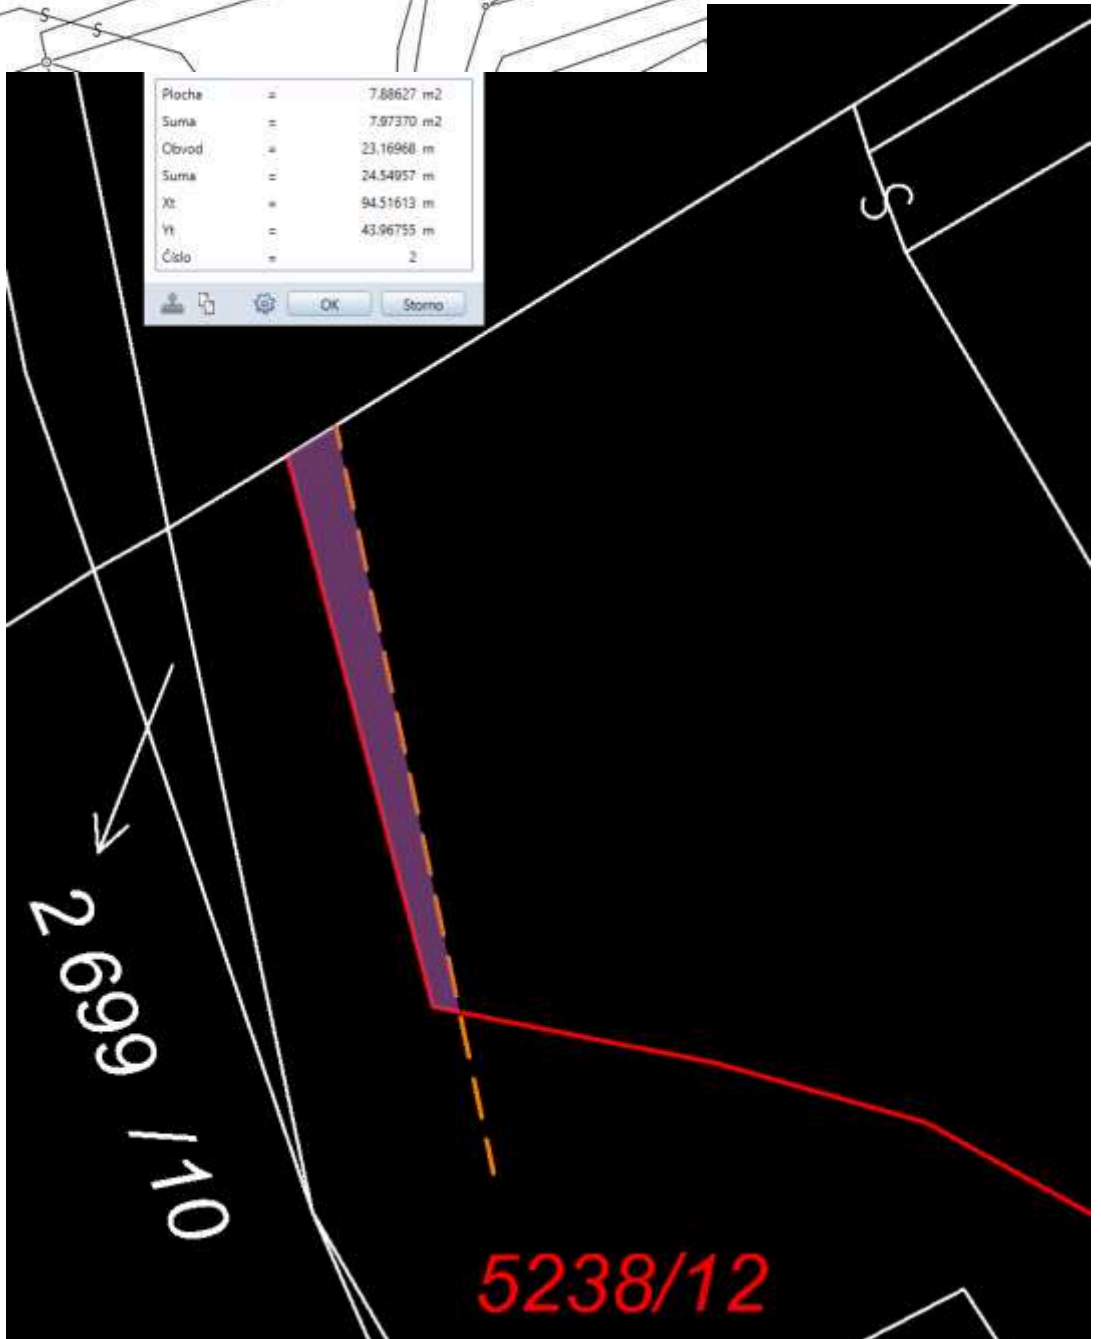 S
S
Plocha = 7.88627 m2
Suma = 7.97370 m2
Obvod = 23.16968 m
Suma = 24.54957 m
Xt = 94.51613 m
Yt = 43.96755 m
Číslo = 2
OK Storno
S
2 699 /10
5238/12